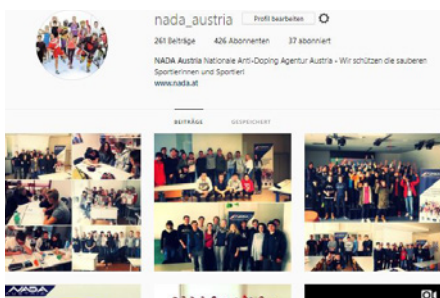 nada_austria Profil bearbeiten
261 Beiträge 426 Abonnenten 37 abonniert
NADA Austria Nationale Anti-Doping Agentur Austria - Wir schützen die sauberen
Sportlerinnen und Sportler!
www.nada.at
BEITRÄGE GESPEICHERT
NADA